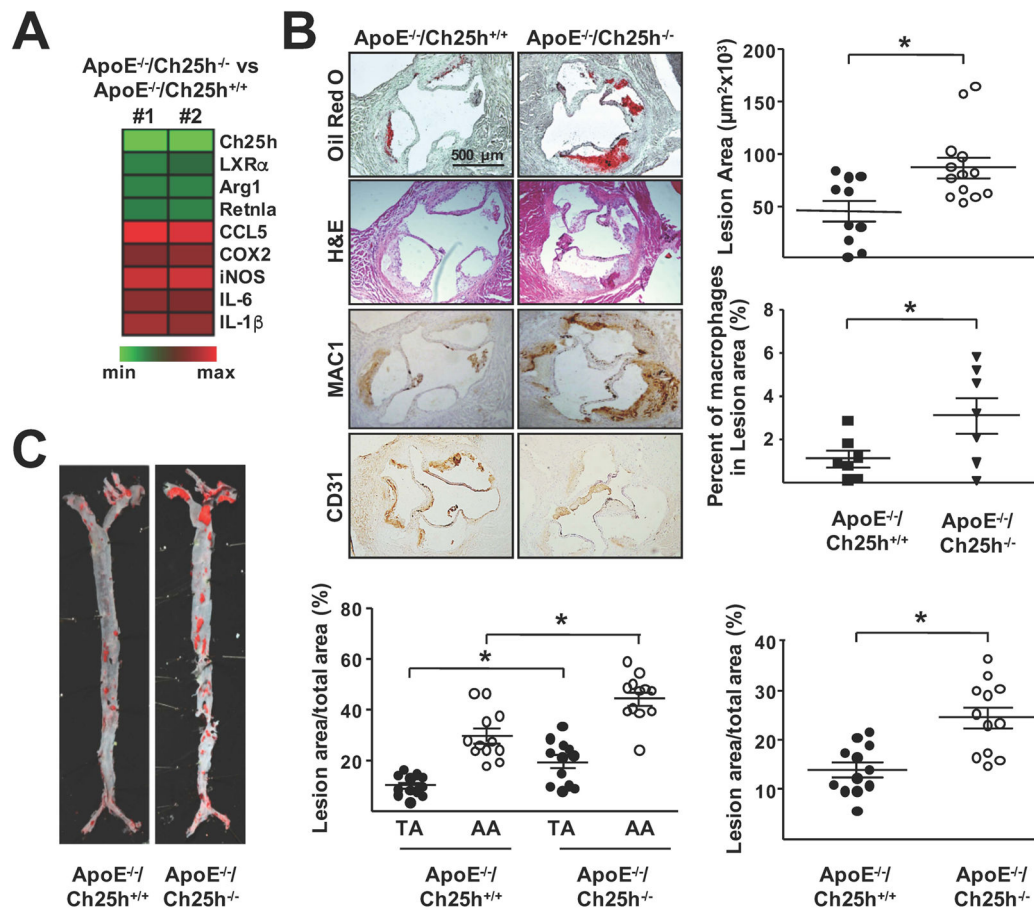 A
ApoE⁻/⁻/Ch25h⁻/⁻ vs
ApoE⁻/⁻/Ch25h⁺/⁺
#1 #2
Ch25h
LXRα
Arg1
Retnla
CCL5
COX2
iNOS
IL-6
IL-1β
min max
B
ApoE⁻/⁻/Ch25h⁺/⁺ ApoE⁻/⁻/Ch25h⁻/⁻
Oil Red O
500 µm
H&E
MAC1
CD31
Lesion Area (µm²x10³)
200
150
100
50
*
Percent of macrophages
in Lesion area (%)
8
6
4
2
*
ApoE⁻/⁻/
Ch25h⁺/⁺
ApoE⁻/⁻/
Ch25h⁻/⁻
C
ApoE⁻/⁻/
Ch25h⁺/⁺
ApoE⁻/⁻/
Ch25h⁻/⁻
Lesion area/total area (%)
80
60
40
20
*
*
TA AA TA AA
ApoE⁻/⁻/
Ch25h⁺/⁺
ApoE⁻/⁻/
Ch25h⁻/⁻
Lesion area/total area (%)
40
30
20
10
*
ApoE⁻/⁻/
Ch25h⁺/⁺
ApoE⁻/⁻/
Ch25h⁻/⁻